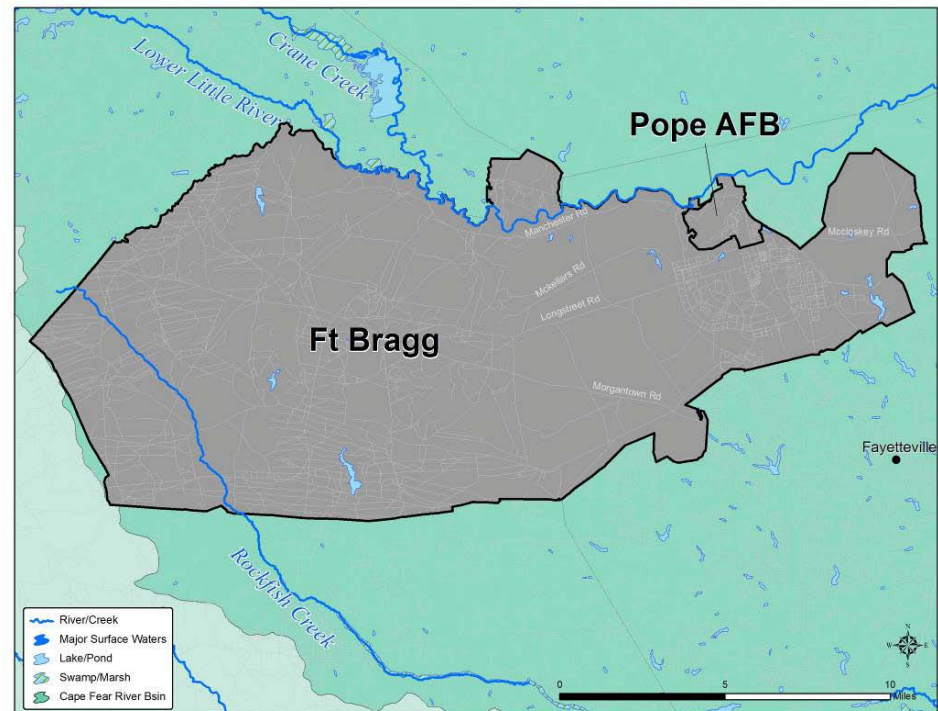 Crane Creek
Lower Little River
Pope AFB
Manchester Rd
Mccloskey Rd
Mckellars Rd
Longstreet Rd
Ft Bragg
Morgantown Rd
Fayetteville
Rockfish Creek
River/Creek
Major Surface Waters
Lake/Pond
Swamp/Marsh
Cape Fear River Bsin
N
W E
S
0 5 10
Miles